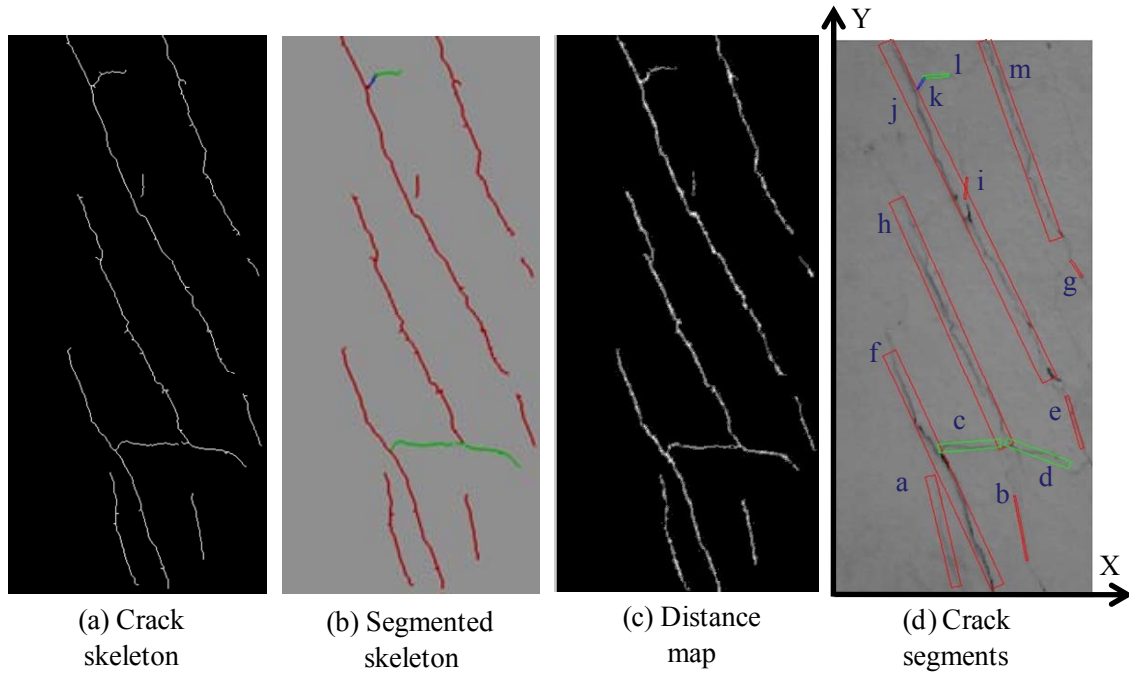 Y
l
m
k
j
i
h
g
f
e
c
d
a
b
X
(a) Crack
skeleton
(b) Segmented
skeleton
(c) Distance
map
(d) Crack
segments